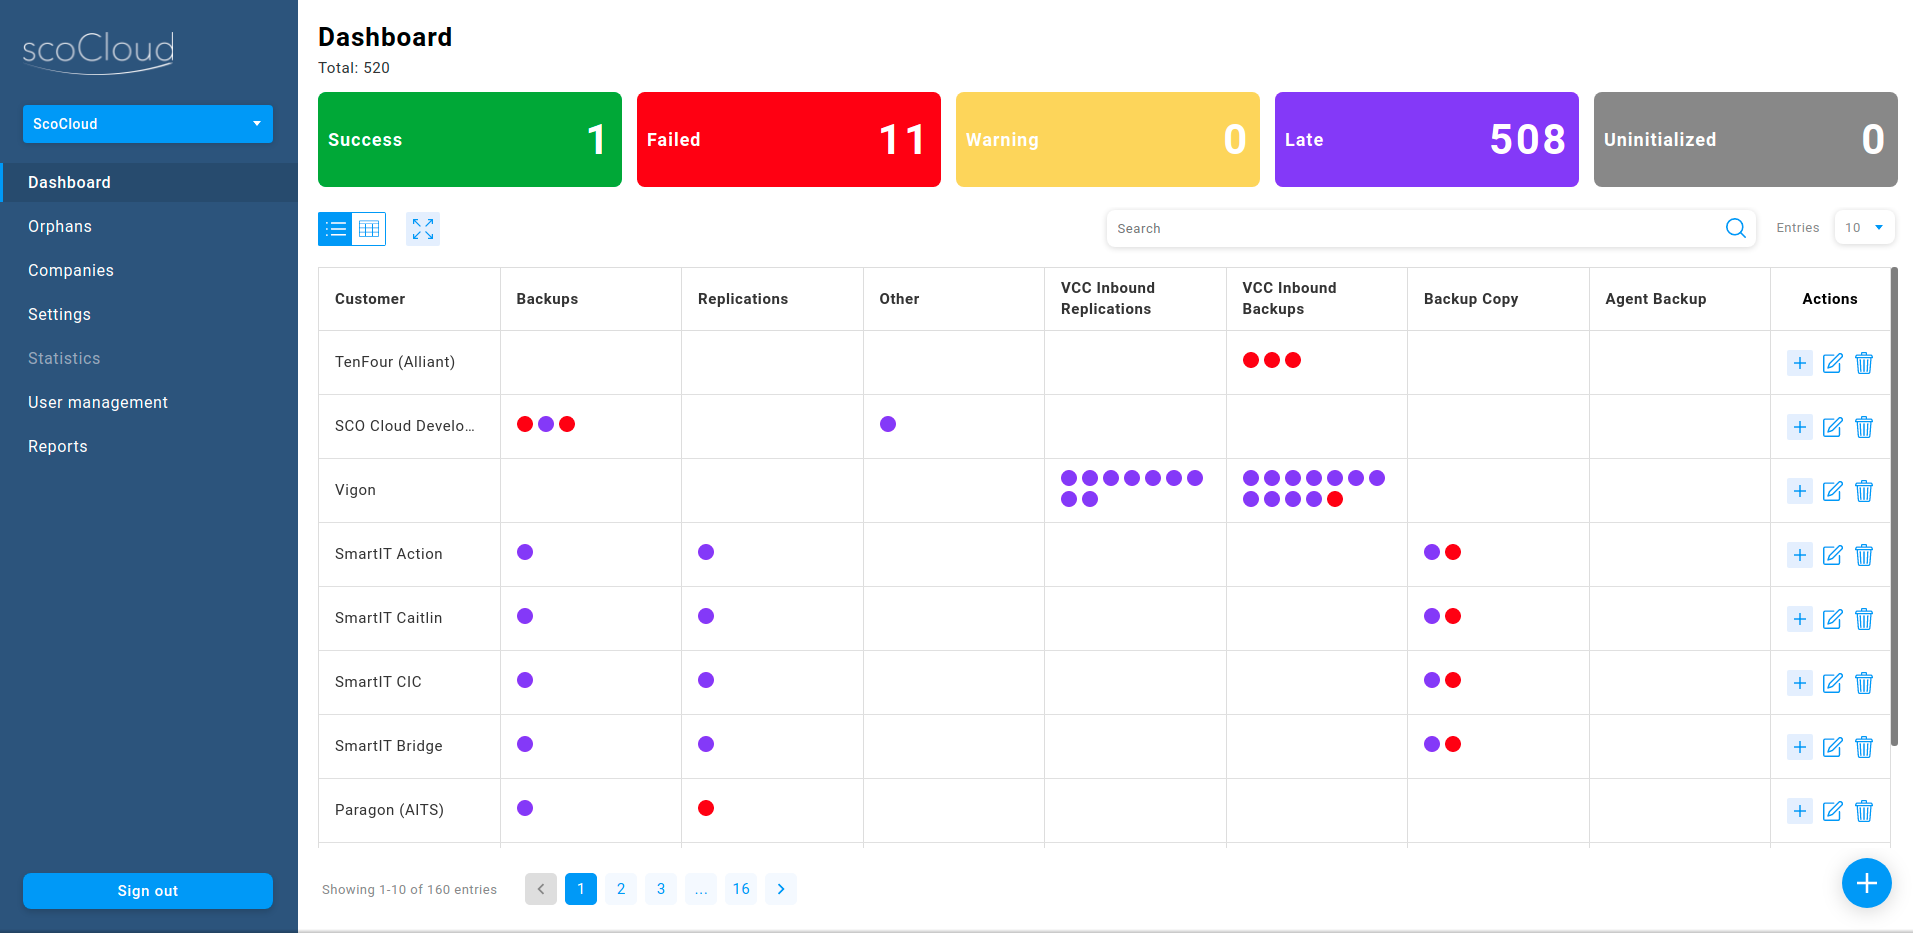 scoCloud
ScoCloud
Dashboard
Orphans
Companies
Settings
Statistics
User management
Reports
Sign out
Dashboard
Total: 520
Success 1
Failed 11
Warning 0
Late 508
Uninitialized 0
Search
Entries 10
Customer Backups Replications Other VCC Inbound Replications VCC Inbound Backups Backup Copy Agent Backup Actions
TenFour (Alliant)
SCO Cloud Develo...
Vigon
SmartIT Action
SmartIT Caitlin
SmartIT CIC
SmartIT Bridge
Paragon (AITS)
Showing 1-10 of 160 entries
1 2 3 ... 16